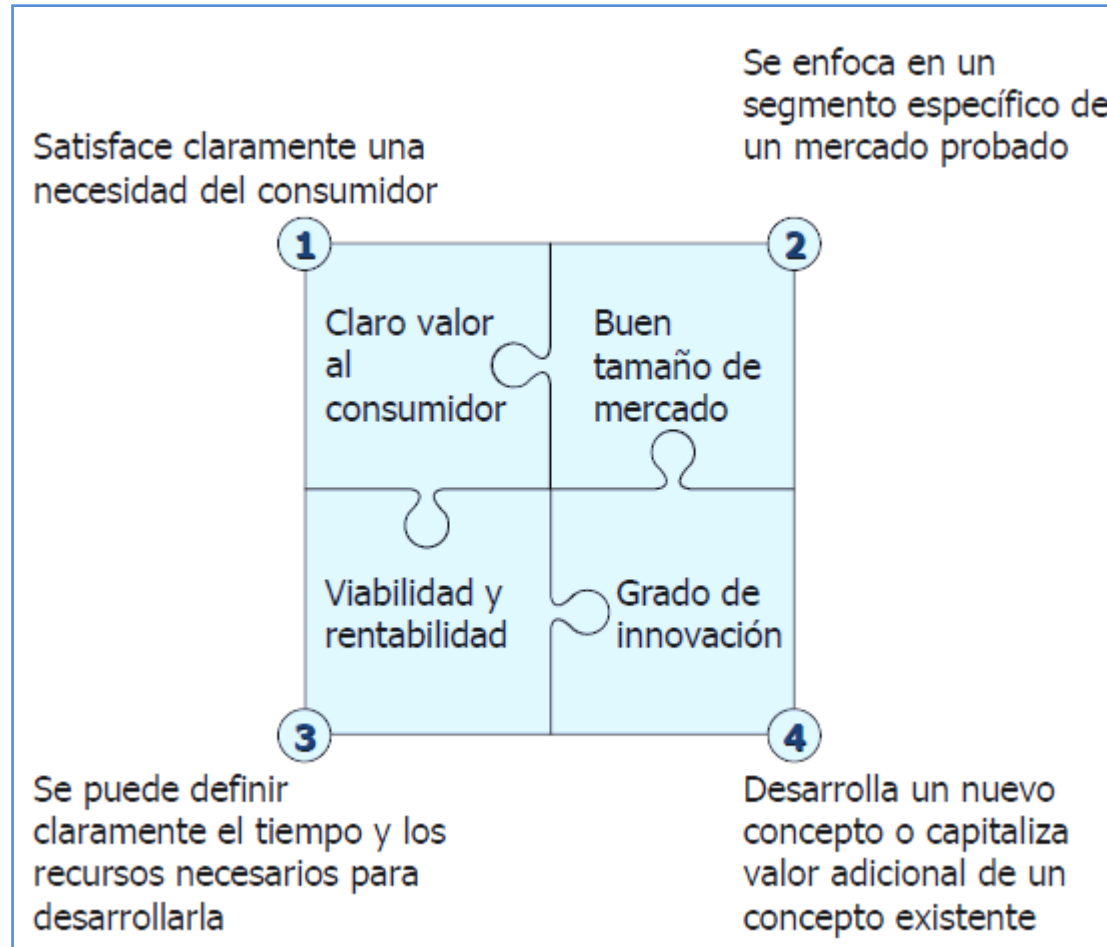 Satisface claramente una
necesidad del consumidor
Se enfoca en un
segmento específico de
un mercado probado
1
2
Claro valor
al
consumidor
Buen
tamaño de
mercado
Viabilidad y
rentabilidad
Grado de
innovación
3
4
Se puede definir
claramente el tiempo y los
recursos necesarios para
desarrollarla
Desarrolla un nuevo
concepto o capitaliza
valor adicional de un
concepto existente